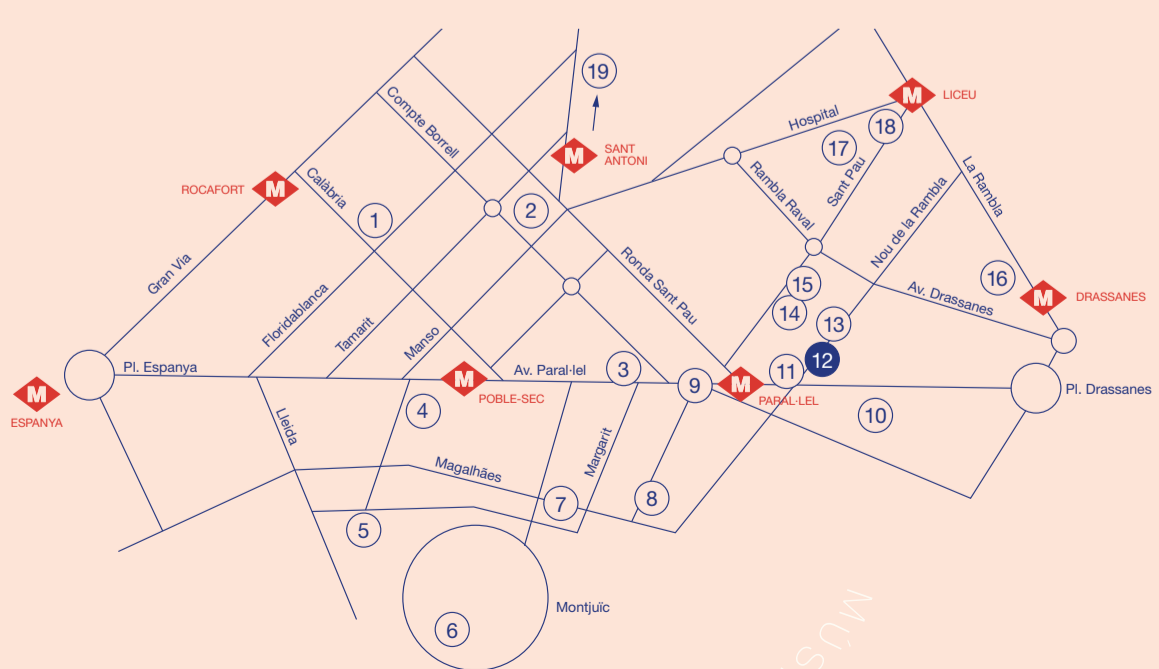 19
M
LICEU
Compte Borrell
Hospital
18
17
M
SANT
ANTONI
ROCAFORT
M
Calàbria
Rambla Raval
Sant Pau
La Rambla
1
2
Nou de la Rambla
Gran Via
Ronda Sant Pau
16
15
M
DRASSANES
Av. Drassanes
Floridablanca
Tamarit
Manso
14
13
12
Pl. Espanya
Av. Paral·lel
3
11
M
ESPANYA
M
POBLE-SEC
9
M
PARAL·LEL
Pl. Drassanes
4
10
Lleida
Margarit
Magalhães
7
8
5
Montjuïc
6
MÚS